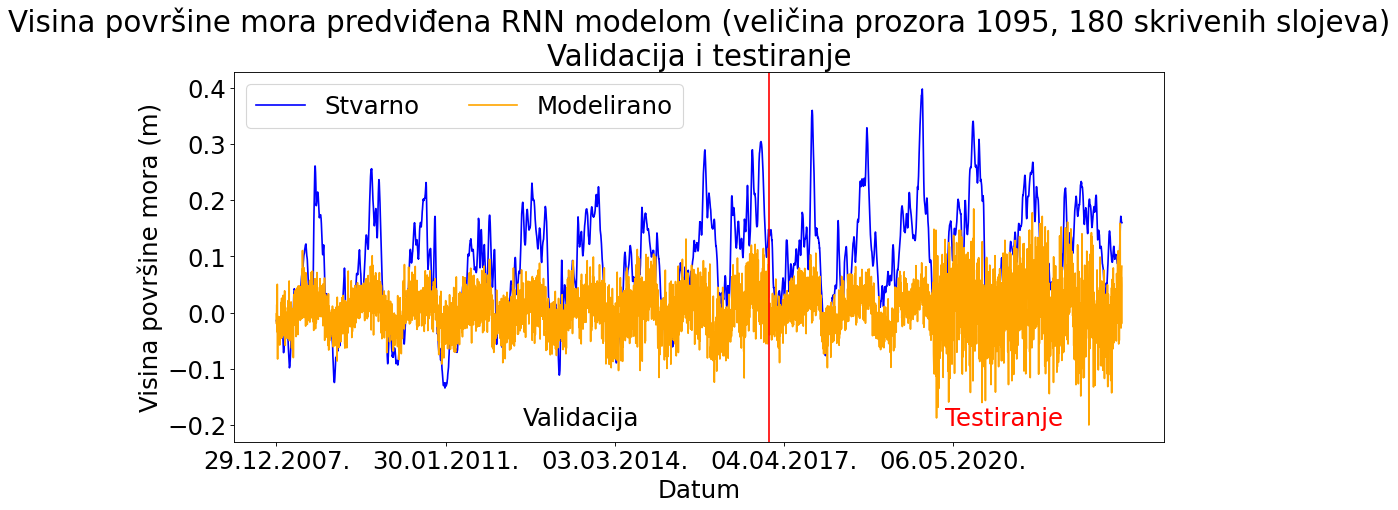 Visina površine mora predviđena RNN modelom (veličina prozora 1095, 180 skrivenih slojeva)
Validacija i testiranje
Stvarno
Modelirano
Visina površine mora (m)
0.4
0.3
0.2
0.1
0.0
−0.1
−0.2
Validacija
Testiranje
29.12.2007.
30.01.2011.
03.03.2014.
04.04.2017.
06.05.2020.
Datum